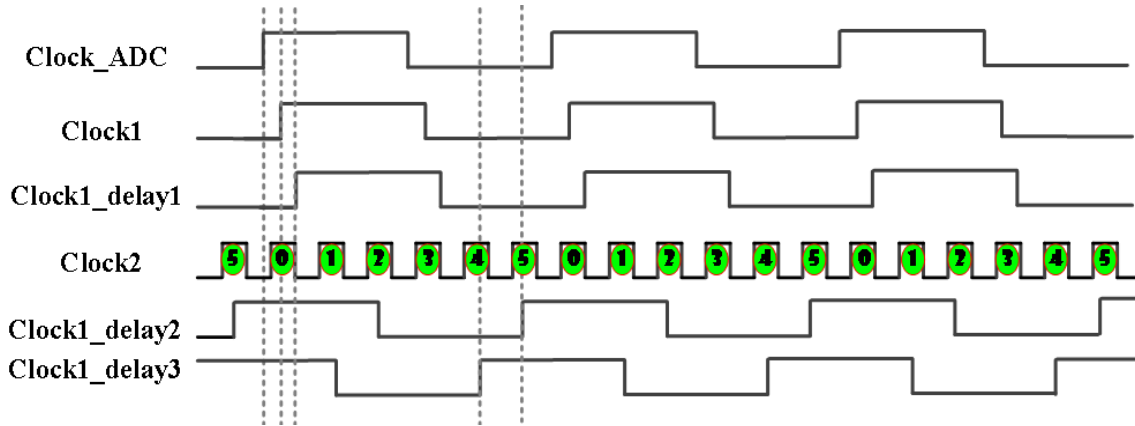 Clock_ADC
Clock1
Clock1_delay1
Clock2 5 0 1 2 3 4 5 0 1 2 3 4 5 0 1 2 3 4 5
Clock1_delay2
Clock1_delay3